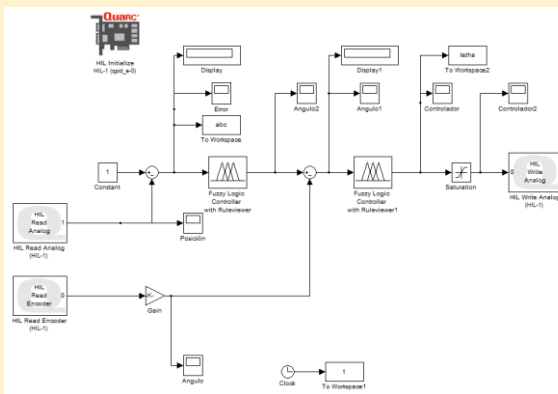 Quarc
HIL Initialize
HIL-1 (qpid_e-0)
Display
Error
abc
To Workspace
Angulo2
Display1
Angulo1
tetha
To Workspace2
Controlador
Controlador2
1
Constant
Fuzzy Logic
Controller
with Ruleviewer
Fuzzy Logic
Controller
with Ruleviewer1
Saturation
0
HIL
Write
Analog
HIL Write Analog
(HIL-1)
HIL
Read
Analog
1
HIL Read Analog
(HIL-1)
Posición
HIL
Read
Encoder
0
HIL Read Encoder
(HIL-1)
Gain
Angulo
Clock
t
To Workspace1